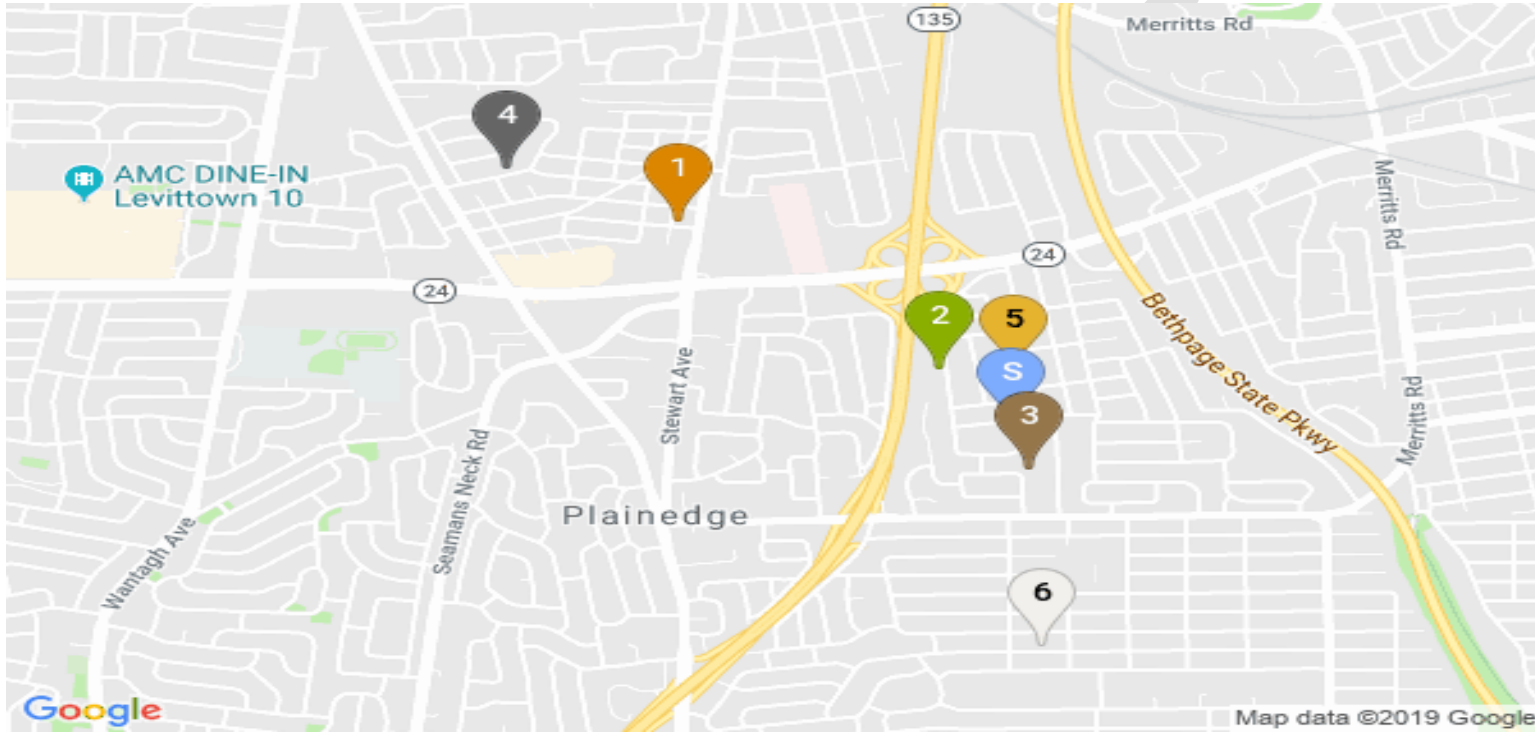 135
Merritts Rd
4
1
AMC DINE-IN
Levittown 10
Merritts Rd
24
24
2
5
S
3
Bethpage State Pkwy
Stewart Ave
Merritts Rd
Seamans Neck Rd
Plainedge
Wantagh Ave
6
Google
Map data ©2019 Google